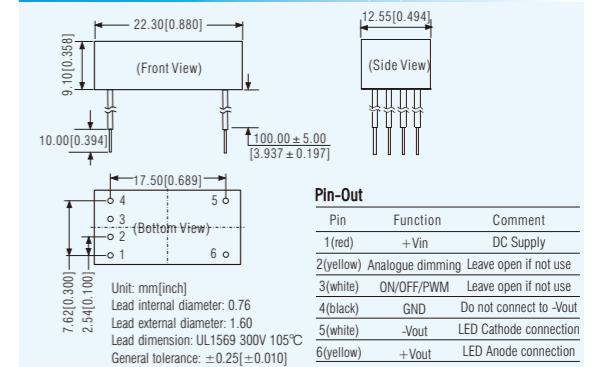 22.30[0.880]
12.55[0.494]
9.10[0.358]
(Front View)
(Side View)
10.00[0.394]
100.00±5.00
[3.937±0.197]
17.50[0.689]
4
5
3
(Bottom View)
2
1
6
7.62[0.300]
2.54[0.100]
Unit: mm[inch]
Lead internal diameter: 0.76
Lead external diameter: 1.60
Lead dimension: UL1569 300V 105℃
General tolerance: ±0.25[±0.010]
Pin-Out
Pin Function Comment
1(red) +Vin DC Supply
2(yellow) Analogue dimming Leave open if not use
3(white) ON/OFF/PWM Leave open if not use
4(black) GND Do not connect to -Vout
5(white) -Vout LED Cathode connection
6(yellow) +Vout LED Anode connection